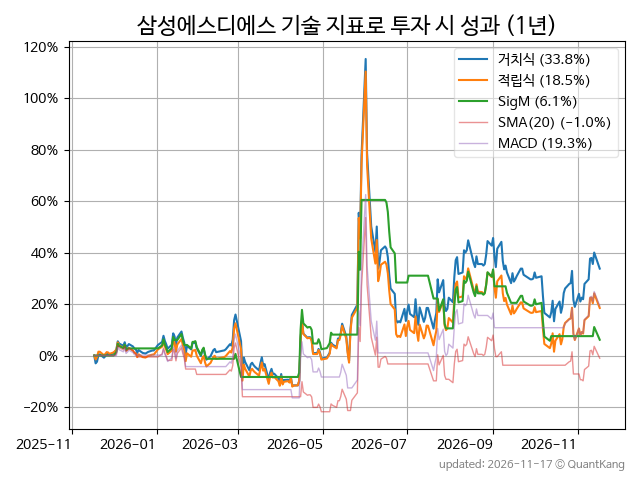 삼성에스디에스 기술 지표로 투자 시 성과 (1년)
120%
100%
80%
60%
40%
20%
0%
−20%
거치식 (33.8%)
적립식 (18.5%)
SigM (6.1%)
SMA(20) (-1.0%)
MACD (19.3%)
2025-11 2026-01 2026-03 2026-05 2026-07 2026-09 2026-11
updated: 2026-11-17 © QuantKang